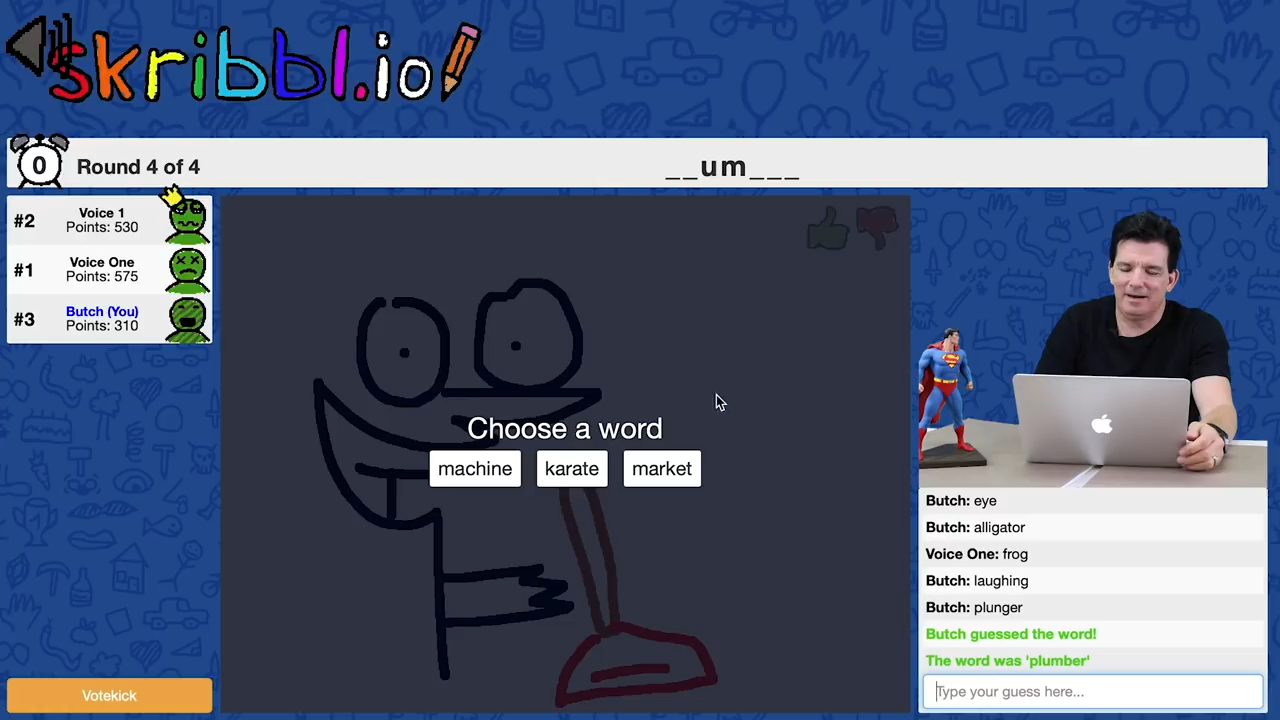 skribbl.io
0
Round 4 of 4
__um___
#2
Voice 1
Points: 530
#1
Voice One
Points: 575
#3
Butch (You)
Points: 310
Choose a word
machine
karate
market
Butch: eye
Butch: alligator
Voice One: frog
Butch: laughing
Butch: plunger
Butch guessed the word!
The word was 'plumber'
Type your guess here...
Votekick